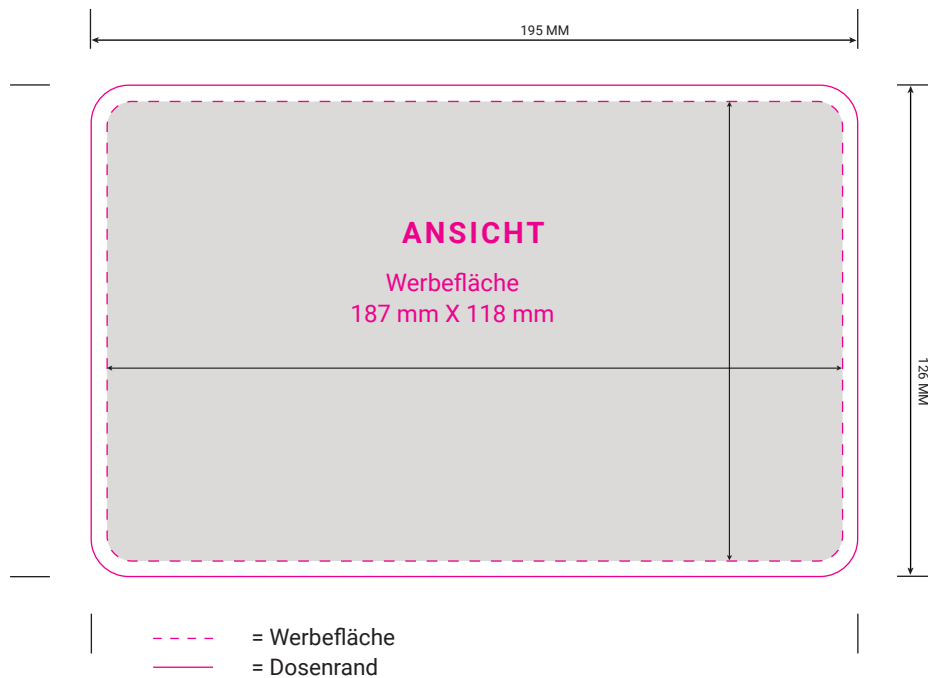 195 MM
ANSICHT
Werbefläche
187 mm X 118 mm
126 MM
= Werbefläche
= Dosenrand